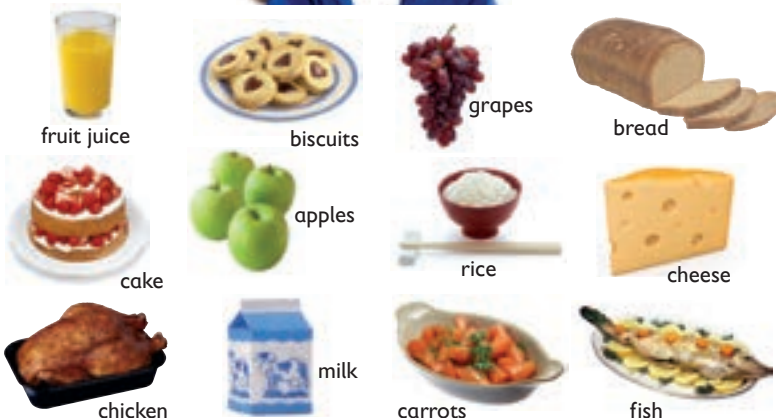 fruit juice
biscuits
grapes
bread
cake
apples
rice
cheese
chicken
milk
carrots
fish